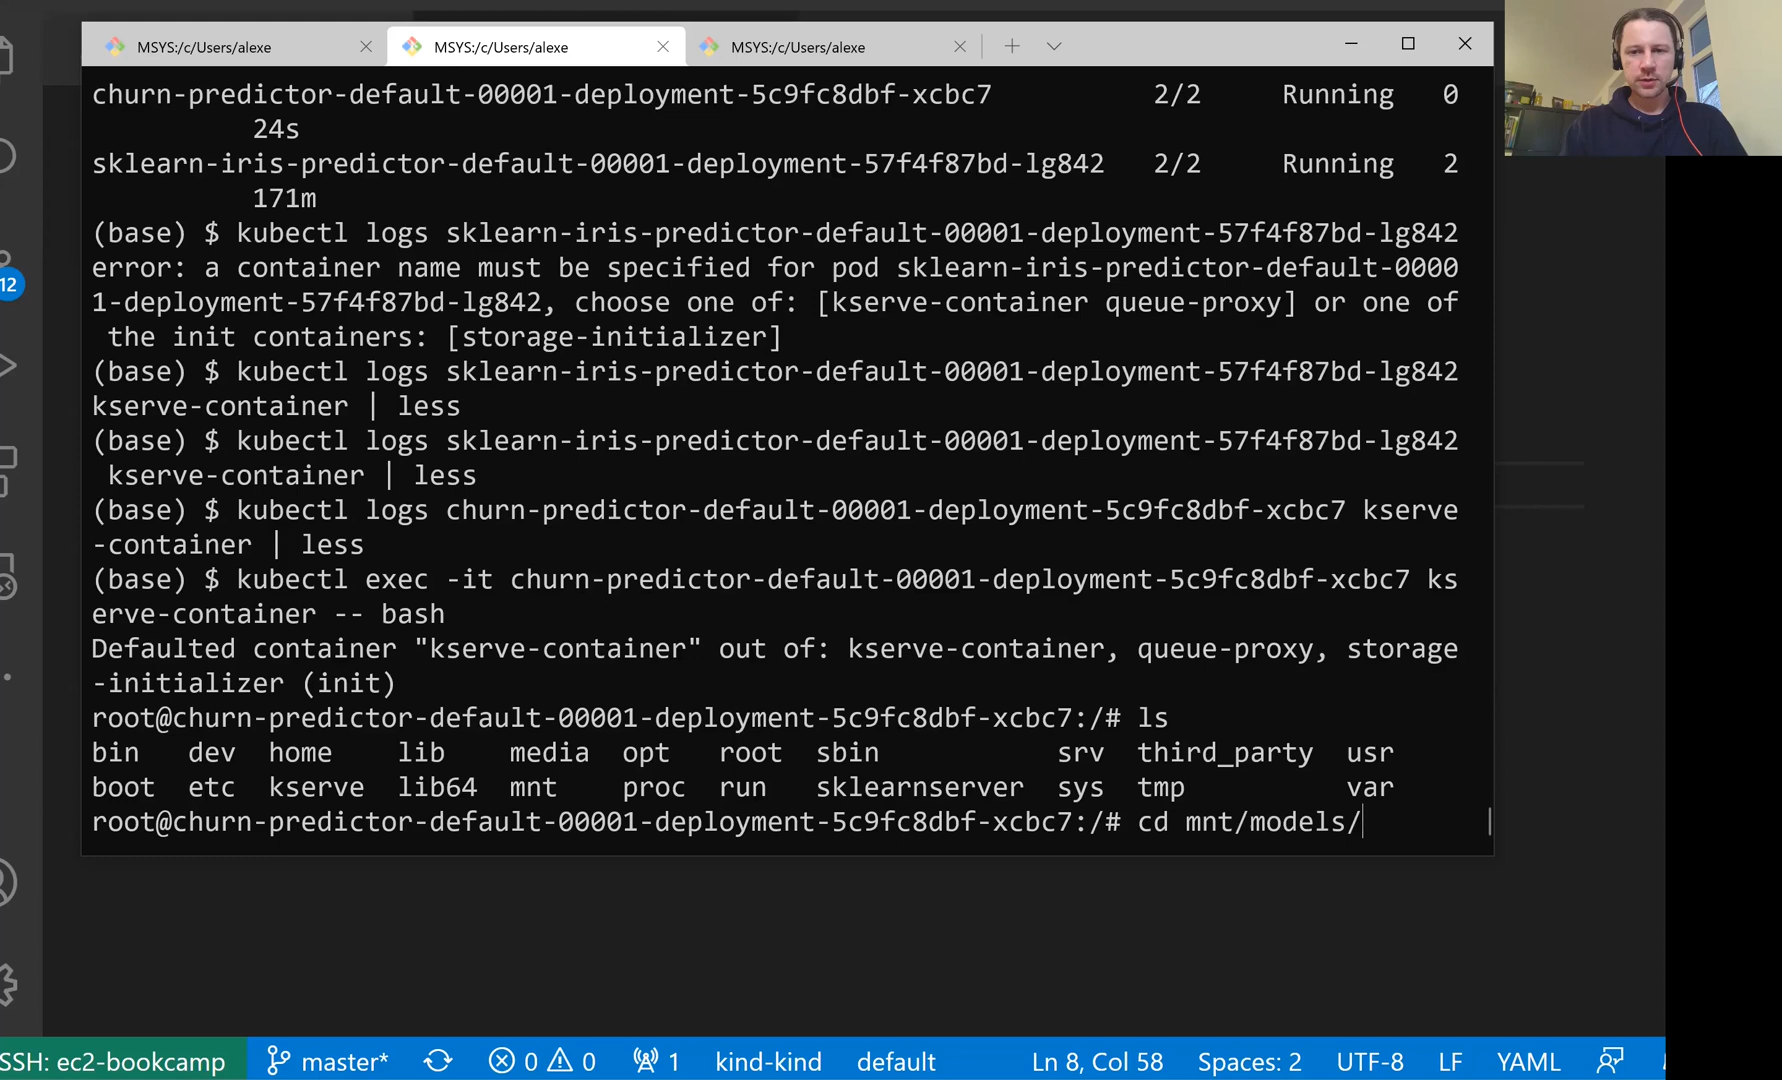 MSYS:/c/Users/alexe MSYS:/c/Users/alexe MSYS:/c/Users/alexe
churn-predictor-default-00001-deployment-5c9fc8dbf-xcbc7 2/2 Running 0
24s
sklearn-iris-predictor-default-00001-deployment-57f4f87bd-lg842 2/2 Running 2
171m
(base) $ kubectl logs sklearn-iris-predictor-default-00001-deployment-57f4f87bd-lg842
error: a container name must be specified for pod sklearn-iris-predictor-default-0000
1-deployment-57f4f87bd-lg842, choose one of: [kserve-container queue-proxy] or one of
the init containers: [storage-initializer]
(base) $ kubectl logs sklearn-iris-predictor-default-00001-deployment-57f4f87bd-lg842
kserve-container | less
(base) $ kubectl logs sklearn-iris-predictor-default-00001-deployment-57f4f87bd-lg842
kserve-container | less
(base) $ kubectl logs churn-predictor-default-00001-deployment-5c9fc8dbf-xcbc7 kserve
-container | less
(base) $ kubectl exec -it churn-predictor-default-00001-deployment-5c9fc8dbf-xcbc7 ks
erve-container -- bash
Defaulted container "kserve-container" out of: kserve-container, queue-proxy, storage
-initializer (init)
root@churn-predictor-default-00001-deployment-5c9fc8dbf-xcbc7:/# ls
bin dev home lib media opt root sbin srv third_party usr
boot etc kserve lib64 mnt proc run sklearnserver sys tmp var
root@churn-predictor-default-00001-deployment-5c9fc8dbf-xcbc7:/# cd mnt/models/
12
SSH: ec2-bookcamp master* 0 0 1 kind-kind default Ln 8, Col 58 Spaces: 2 UTF-8 LF YAML